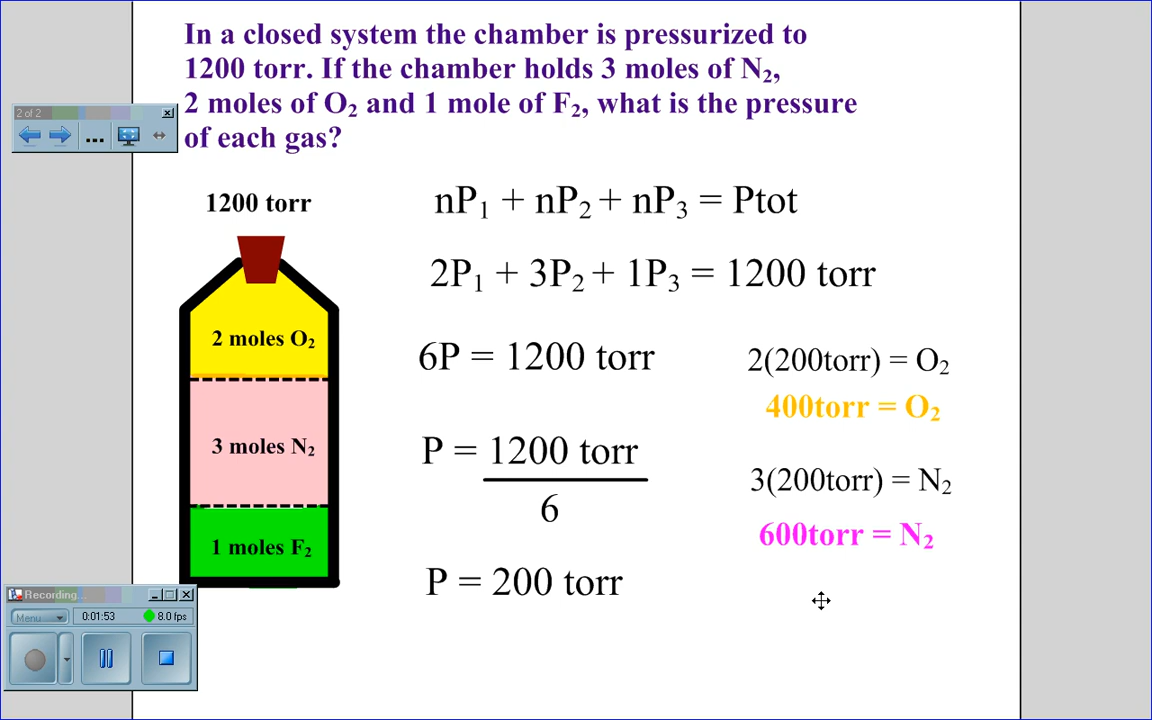 In a closed system the chamber is pressurized to
1200 torr. If the chamber holds 3 moles of N₂,
2 moles of O₂ and 1 mole of F₂, what is the pressure
of each gas?
2 of 2
1200 torr
2 moles O₂
3 moles N₂
1 moles F₂
nP₁ + nP₂ + nP₃ = Ptot
2P₁ + 3P₂ + 1P₃ = 1200 torr
6P = 1200 torr
P = 1200 torr
6
P = 200 torr
2(200torr) = O₂
400torr = O₂
3(200torr) = N₂
600torr = N₂
Recording...
Menu
0:01:53
8.0 fps